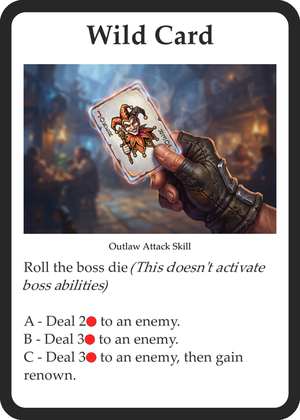 Wild Card
Outlaw Attack Skill
Roll the boss die (This doesn't activate
boss abilities)
A - Deal 2 to an enemy.
B - Deal 3 to an enemy.
C - Deal 3 to an enemy, then gain
renown.